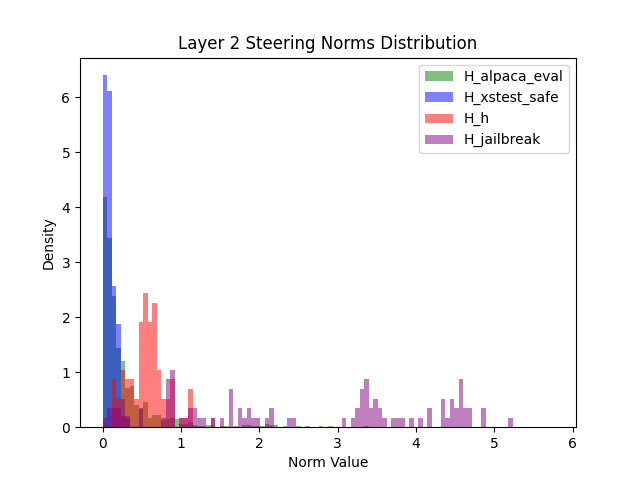 Layer 2 Steering Norms Distribution
H_alpaca_eval
H_xstest_safe
H_h
H_jailbreak
Density
6
5
4
3
2
1
0
0 1 2 3 4 5 6
Norm Value